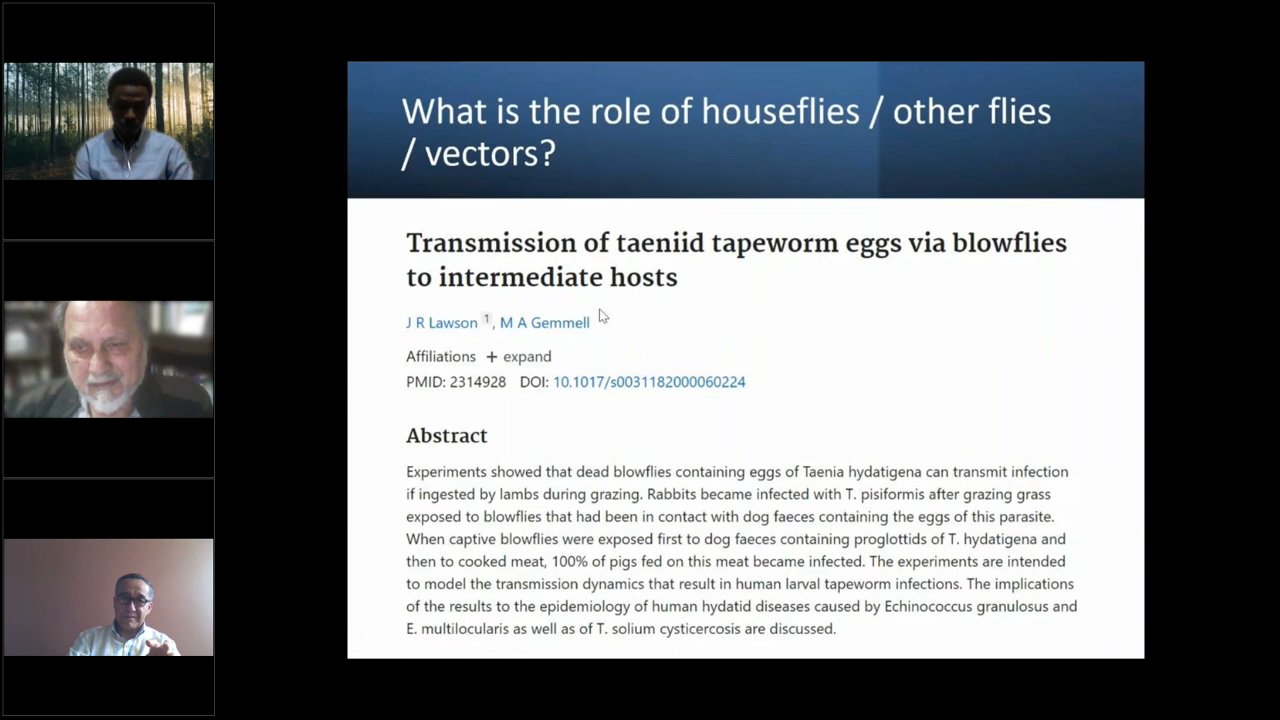 What is the role of houseflies / other flies
/ vectors?
Transmission of taeniid tapeworm eggs via blowflies
to intermediate hosts
J R Lawson 1, M A Gemmell
Affiliations + expand
PMID: 2314928 DOI: 10.1017/s0031182000060224
Abstract
Experiments showed that dead blowflies containing eggs of Taenia hydatigena can transmit infection
if ingested by lambs during grazing. Rabbits became infected with T. pisiformis after grazing grass
exposed to blowflies that had been in contact with dog faeces containing the eggs of this parasite.
When captive blowflies were exposed first to dog faeces containing proglottids of T. hydatigena and
then to cooked meat, 100% of pigs fed on this meat became infected. The experiments are intended
to model the transmission dynamics that result in human larval tapeworm infections. The implications
of the results to the epidemiology of human hydatid diseases caused by Echinococcus granulosus and
E. multilocularis as well as of T. solium cysticercosis are discussed.